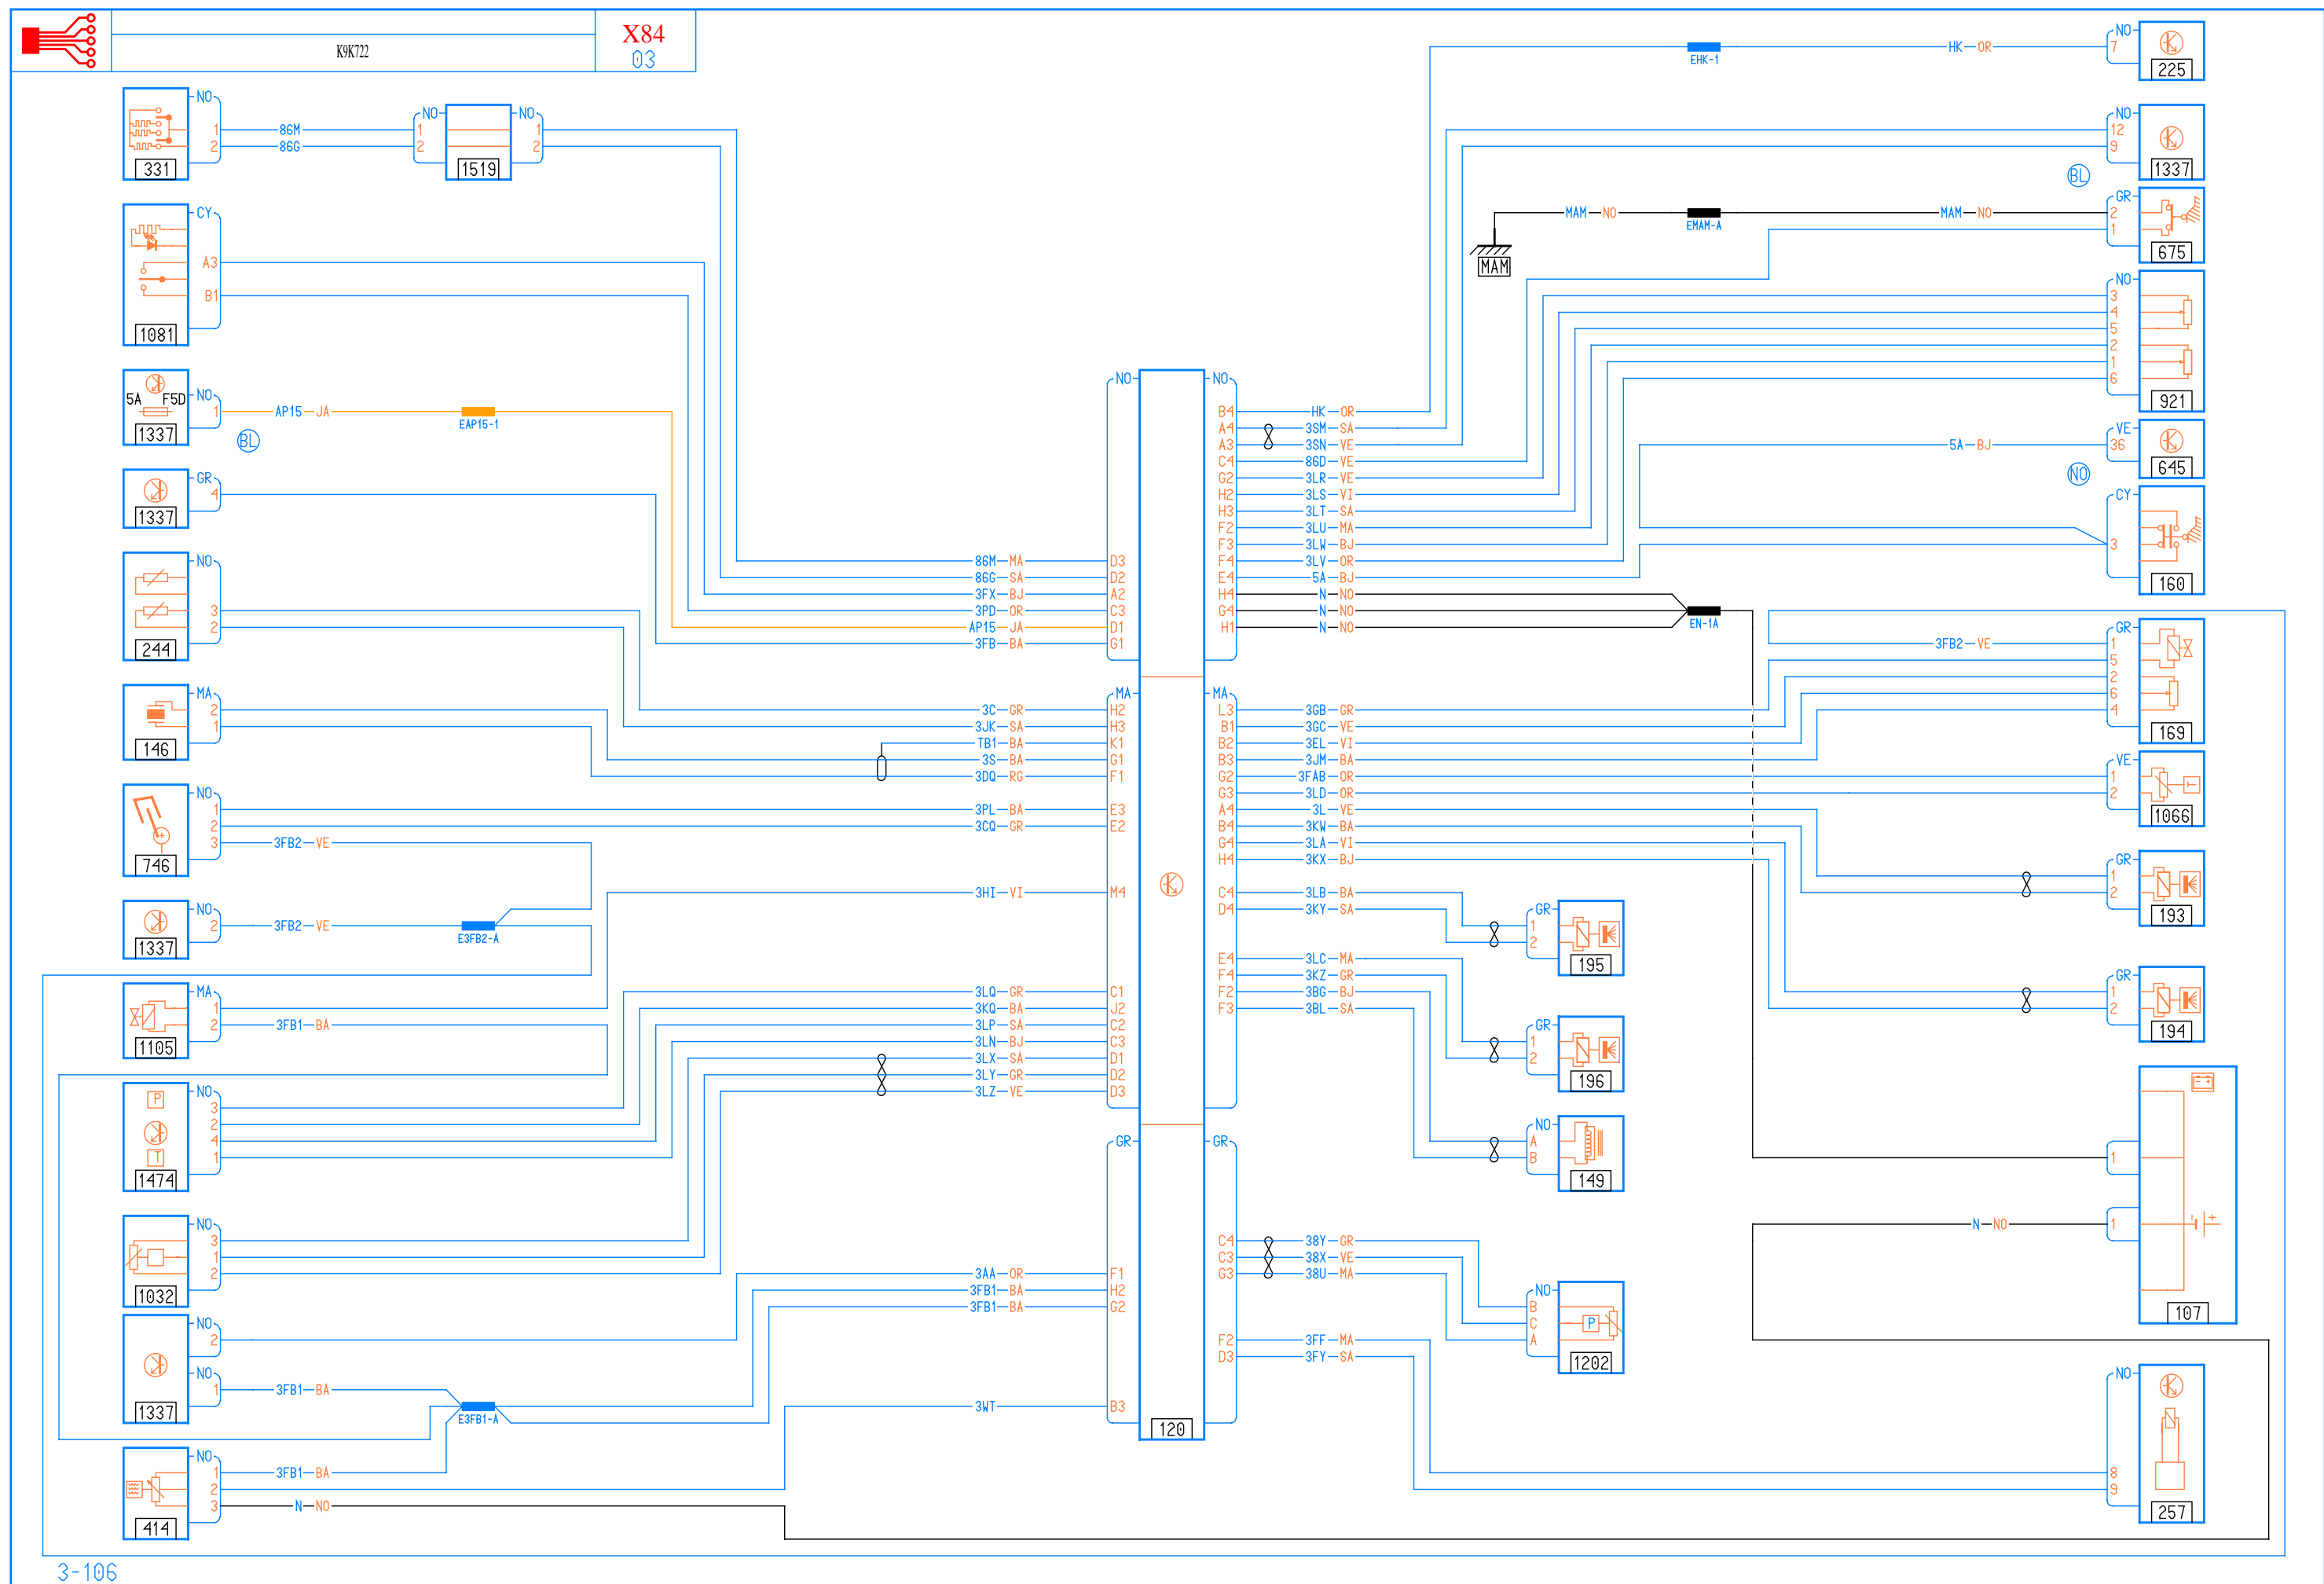 K9K722
X84
03
NO
1
86M
2
86G
331
NO
1
2
NO
1
2
1519
CY
A3
B1
1081
5A F5D
NO
1
AP15 JA
EAP15-1
1337
BL
GR
4
1337
NO
3
2
244
MA
2
1
146
NO
1
2
3
3FB2 VE
746
NO
2
3FB2 VE
E3FB2-A
1337
MA
1
2
3FB1 BA
1105
P
NO
3
2
4
T
1
1474
NO
3
1
2
1032
NO
2
NO
1
3FB1 BA
E3FB1-A
1337
NO
1
3FB1 BA
2
3
N NO
414
3-106
NO
86M MA D3
86G SA D2
3FX BJ A2
3PD OR C3
AP15 JA D1
3FB BA G1
MA
3C GR H2
3JK SA H3
TB1 BA K1
3S BA G1
3DQ RG F1
3PL BA E3
3CQ GR E2
3HI VI M4
3LQ GR C1
3KQ BA J2
3LP SA C2
3LN BJ C3
3LX SA D1
3LY GR D2
3LZ VE D3
GR
3AA OR F1
3FB1 BA H2
3FB1 BA G2
3WT B3
120
NO
B4 HK OR
A4 3SM SA
A3 3SN VE
C4 86D VE
G2 3LR VE
H2 3LS VI
H3 3LT SA
F2 3LU MA
F3 3LW BJ
F4 3LV OR
E4 5A BJ
H4 N NO
G4 N NO
H1 N NO
EN-1A
MA
L3 3GB GR
B1 3GC VE
B2 3EL VI
B3 3JM BA
G2 3FAB OR
G3 3LD OR
A4 3L VE
B4 3KW BA
G4 3LA VI
H4 3KX BJ
C4 3LB BA
D4 3KY SA
E4 3LC MA
F4 3KZ GR
F2 3BG BJ
F3 3BL SA
GR
C4 38Y GR
C3 38X VE
G3 38U MA
F2 3FF MA
D3 3FY SA
GR
1
2
195
GR
1
2
196
NO
A
B
149
NO
B
C P
A
1202
EHK-1
HK OR
NO
7
225
NO
12
9
1337
BL
MAM NO
EMAM-A
MAM NO
MAM
GR
2
1
675
NO
3
4
5
2
1
6
921
5A BJ
VE
36
645
NO
CY
3
160
GR
3FB2 VE
1
5
2
6
4
169
VE
1
2
T
1066
GR
1
2
193
GR
1
2
194
- +
1
N NO
1
- +
107
NO
8
9
257